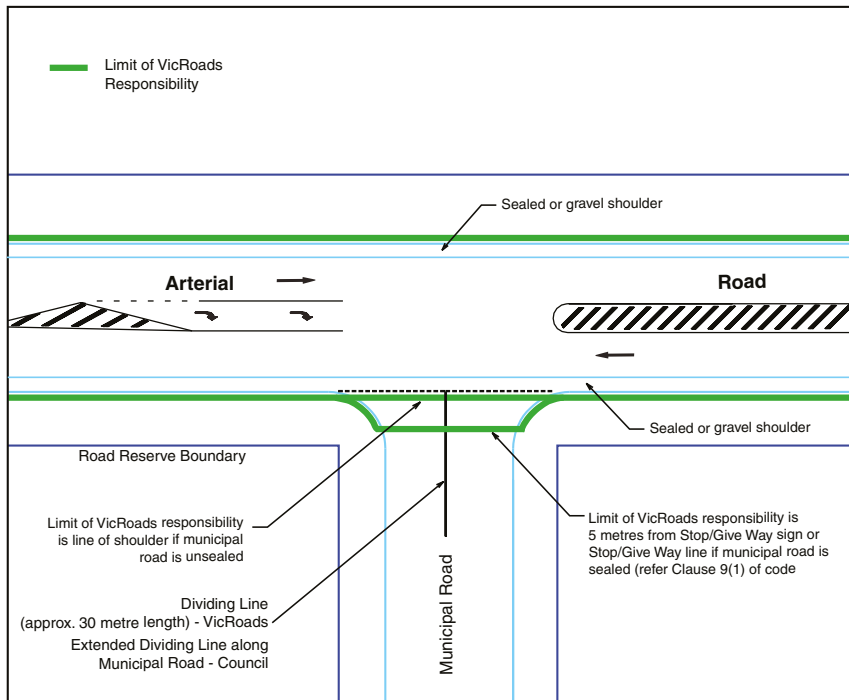 Limit of VicRoads
Responsibility
Sealed or gravel shoulder
Arterial
Road
Sealed or gravel shoulder
Road Reserve Boundary
Limit of VicRoads responsibility
is line of shoulder if municipal
road is unsealed
Limit of VicRoads responsibility is
5 metres from Stop/Give Way sign or
Stop/Give Way line if municipal road is
sealed (refer Clause 9(1) of code
Municipal Road
Dividing Line
(approx. 30 metre length) - VicRoads
Extended Dividing Line along
Municipal Road - Council